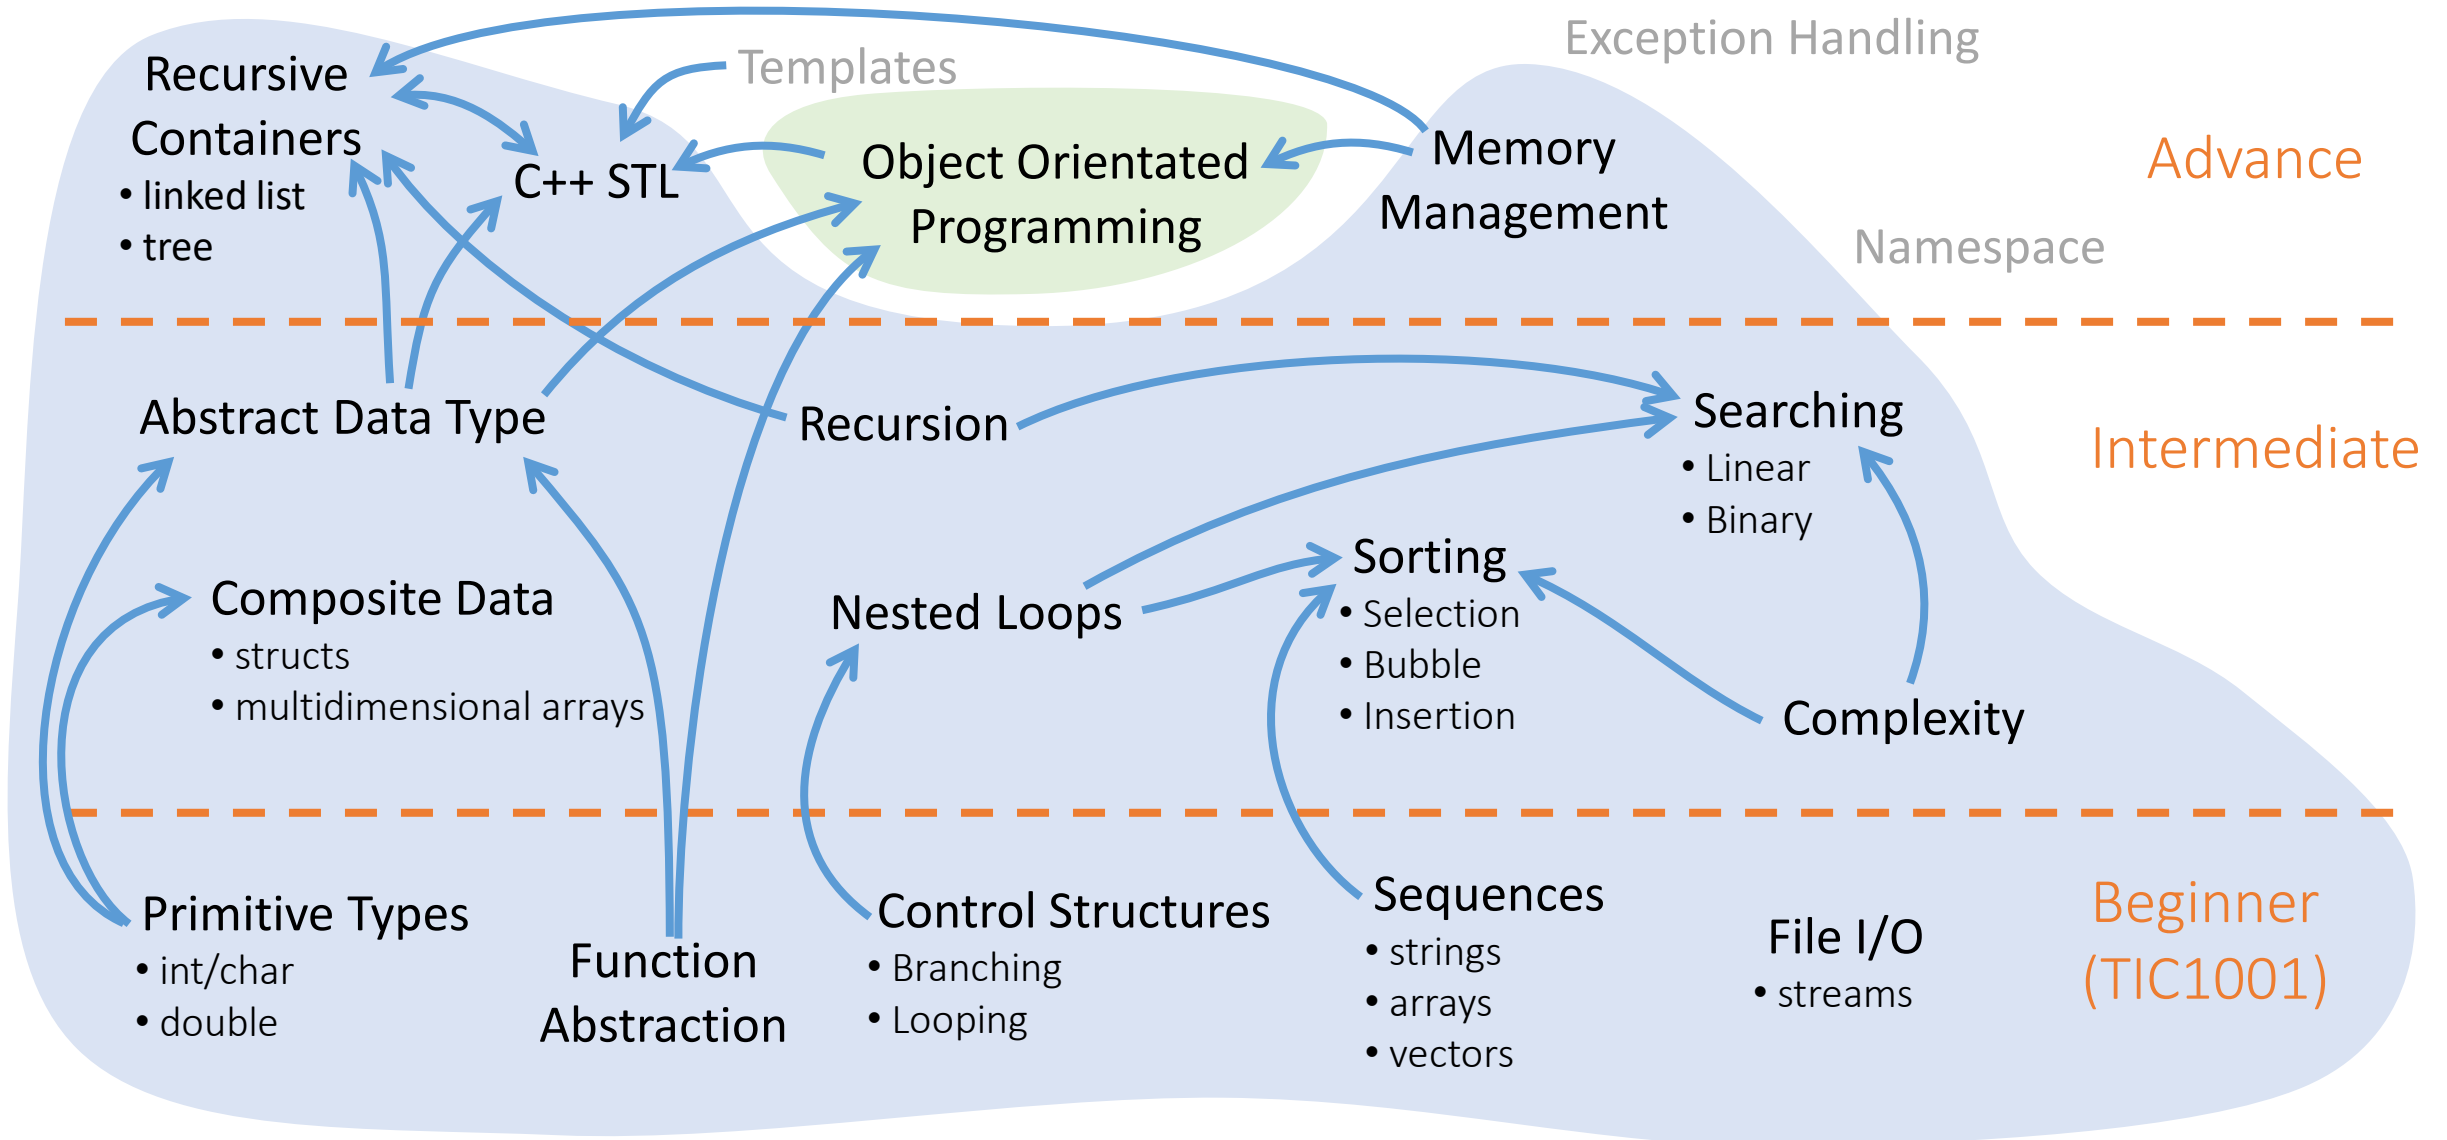 Exception Handling
Templates
Recursive
Containers
• linked list
• tree
C++ STL
Object Orientated
Programming
Memory
Management
Advance
Namespace
Abstract Data Type
Recursion
Searching
• Linear
• Binary
Intermediate
Composite Data
• structs
• multidimensional arrays
Nested Loops
Sorting
• Selection
• Bubble
• Insertion
Complexity
Primitive Types
• int/char
• double
Function
Abstraction
Control Structures
• Branching
• Looping
Sequences
• strings
• arrays
• vectors
File I/O
• streams
Beginner
(TIC1001)